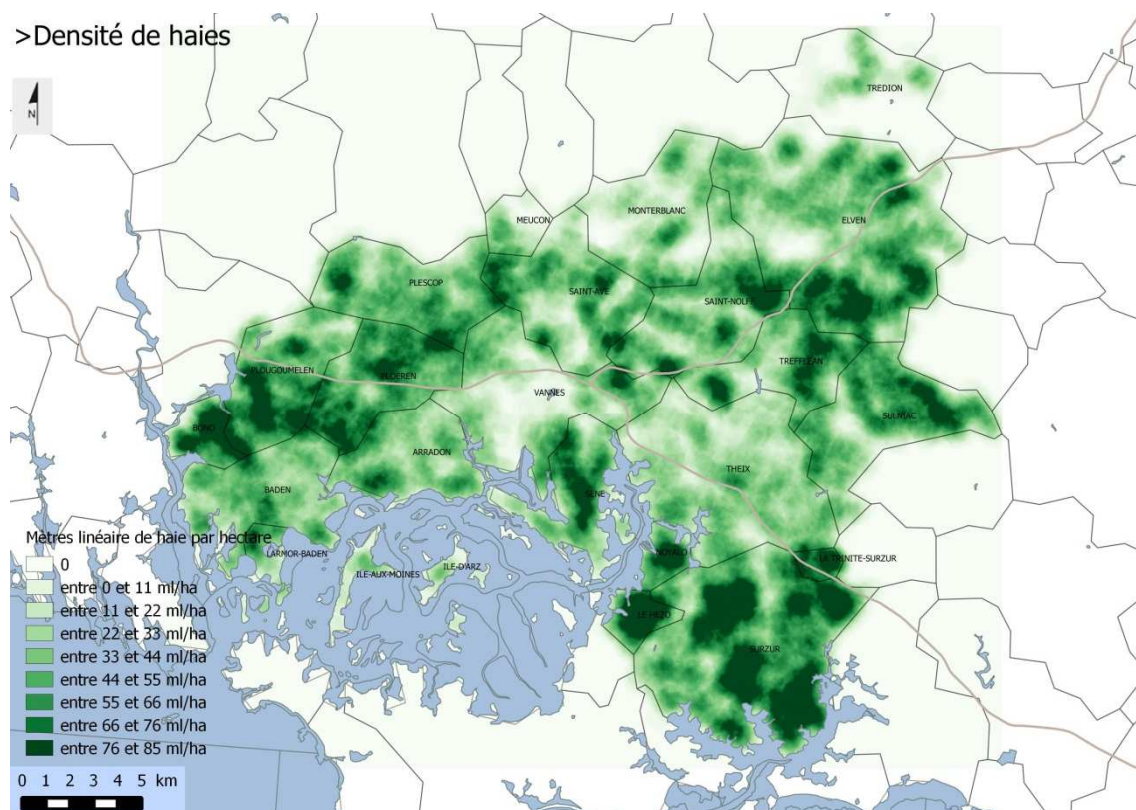 >Densité de haies
N
TREDION
MEUCON
MONTERBLANC
ELVEN
PLESCOP
SAINT-AVE
SAINT-NOLFF
TREFFLEAN
PLOUGOUMELEN
PLOEREN
VANNES
SULNIAC
BONO
ARRADON
THEIX
BADEN
SENE
Mètres linéaire de haie par hectare
LARMOR-BADEN
ILE-AUX-MOINES
ILE-D'ARZ
NOYALO
LA TRINITE-SURZUR
LE HEZO
SURZUR
0
entre 0 et 11 ml/ha
entre 11 et 22 ml/ha
entre 22 et 33 ml/ha
entre 33 et 44 ml/ha
entre 44 et 55 ml/ha
entre 55 et 66 ml/ha
entre 66 et 76 ml/ha
entre 76 et 85 ml/ha
0 1 2 3 4 5 km